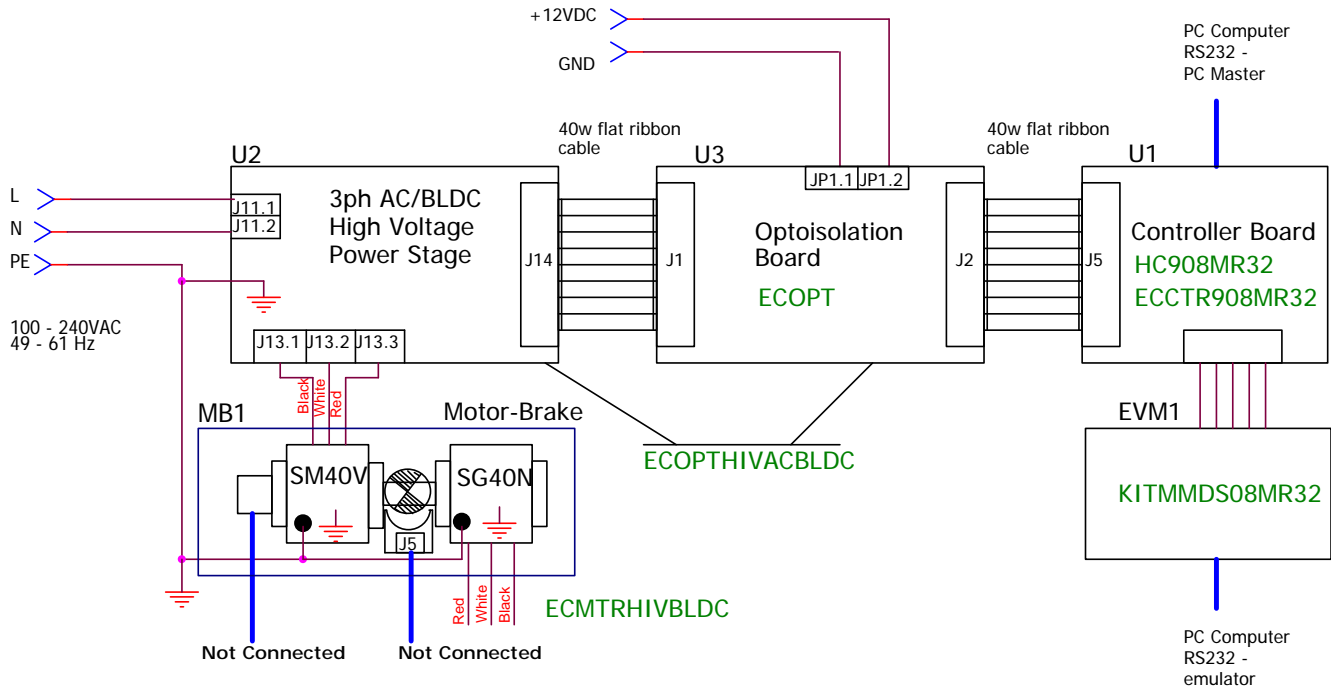 +12VDC
GND
PC Computer
RS232 -
PC Master
40w flat ribbon
cable
40w flat ribbon
cable
U2
U3
U1
L
N
PE
100 - 240VAC
49 - 61 Hz
J11.1
J11.2
3ph AC/BLDC
High Voltage
Power Stage
J14
J13.1
J13.2
J13.3
J1
JP1.1
JP1.2
Optoisolation
Board
ECOPT
J2
J5
Controller Board
HC908MR32
ECCTR908MR32
Black
White
Red
MB1
Motor-Brake
SM40V
SG40N
J5
ECOPTHIVACBLDC
EVM1
KITMMDS08MR32
Red
White
Black
ECMTRHIVBLDC
Not Connected
Not Connected
PC Computer
RS232 -
emulator